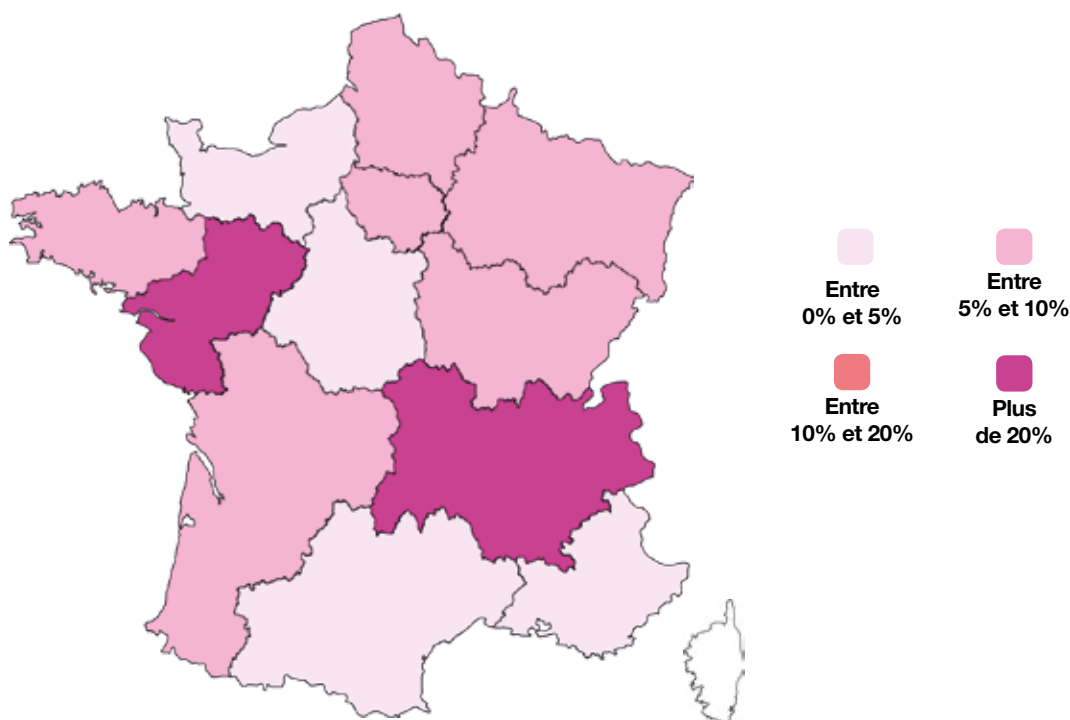 Entre
0% et 5%
Entre
5% et 10%
Entre
10% et 20%
Plus
de 20%